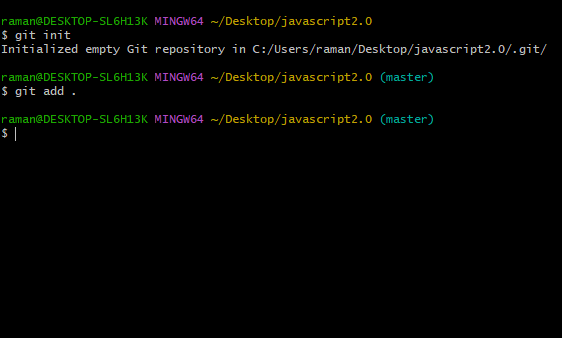 raman@DESKTOP-SL6H13K MINGW64 ~/Desktop/javascript2.0
$ git init
Initialized empty Git repository in C:/Users/raman/Desktop/javascript2.0/.git/
raman@DESKTOP-SL6H13K MINGW64 ~/Desktop/javascript2.0 (master)
$ git add .
raman@DESKTOP-SL6H13K MINGW64 ~/Desktop/javascript2.0 (master)
$